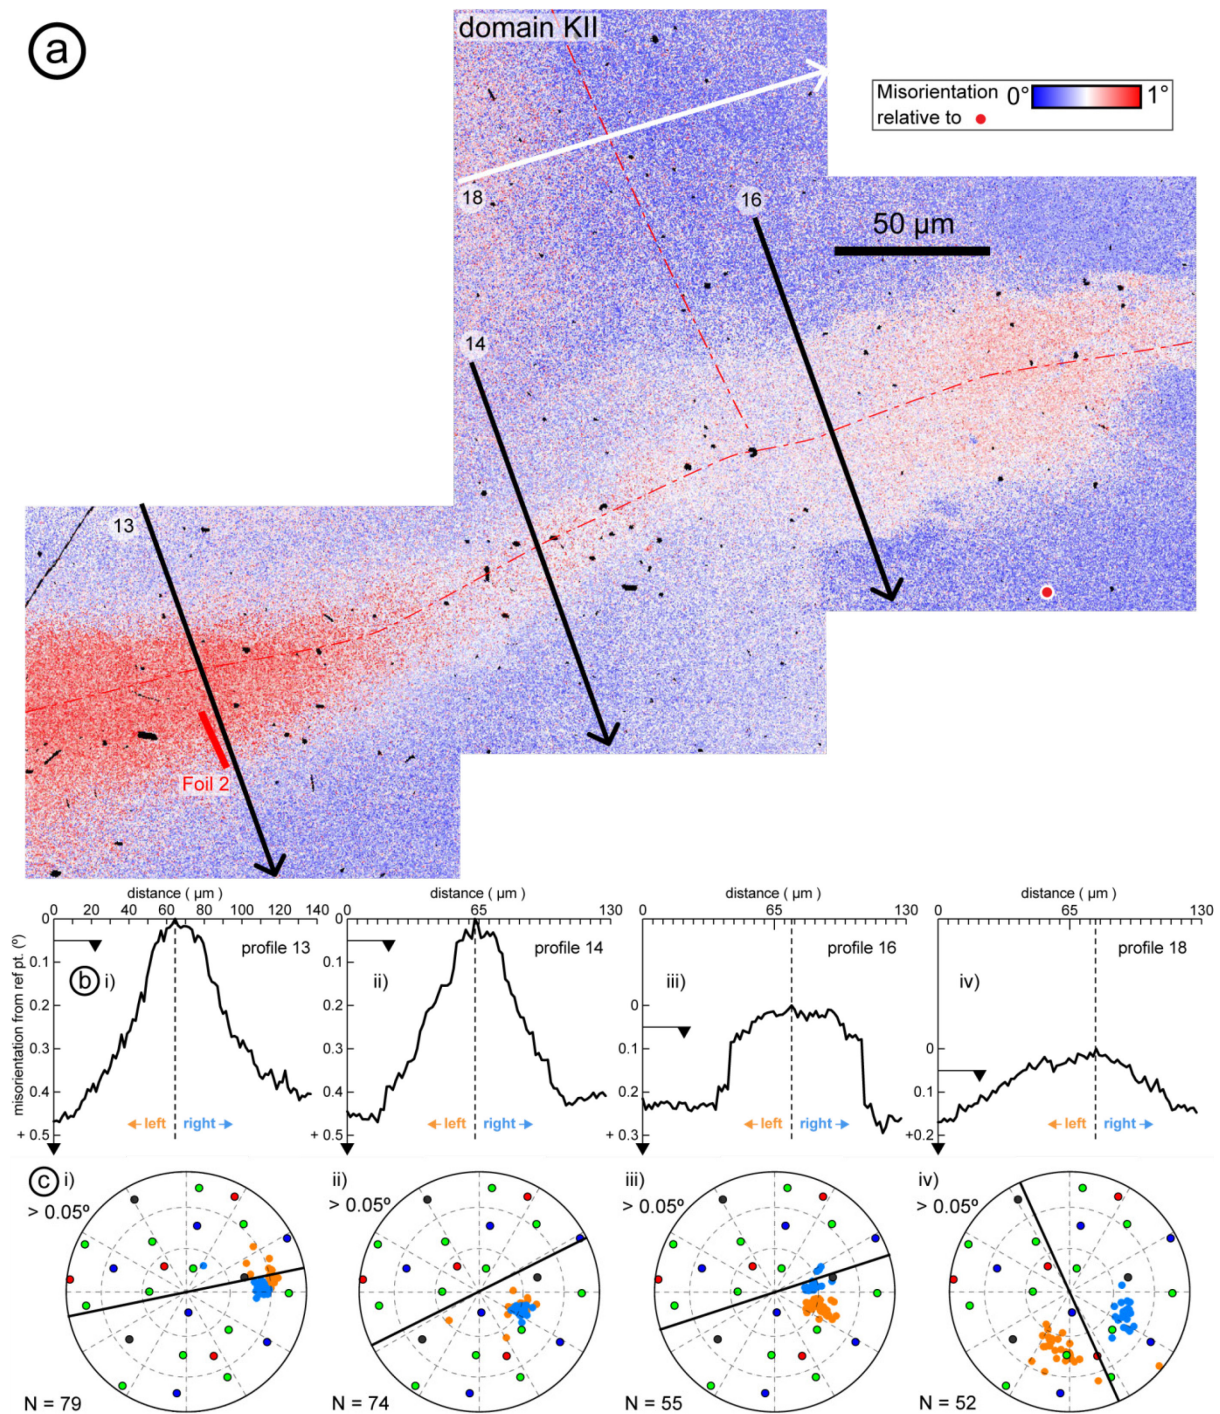 a
domain KII
Misorientation 0° 1°
relative to
18
16
50 µm
14
13
Foil 2
distance ( µm )
distance ( µm )
distance ( µm )
distance ( µm )
0 20 40 60 80 100 120 140
0 65 130
0 65 130
0 65 130
misorientation from ref pt. (°)
0
0.1
0.2
0.3
0.4
+ 0.5
profile 13
b i)
left right
0
0.1
0.2
0.3
0.4
+ 0.5
profile 14
ii)
left right
profile 16
iii)
0
0.1
0.2
+ 0.3
left right
profile 18
iv)
0
0.1
+0.2
left right
c i)
> 0.05º
N = 79
ii)
> 0.05º
N = 74
iii)
> 0.05º
N = 55
iv)
> 0.05º
N = 52